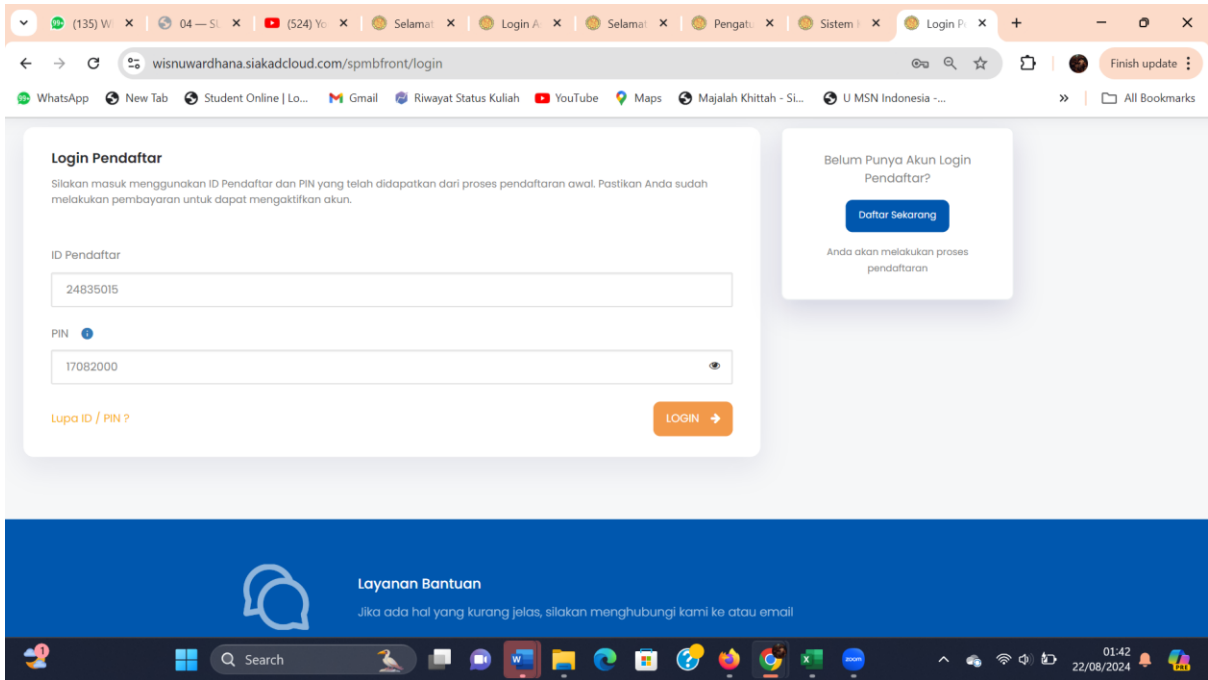 (135) W
04 — SL
(524) Yo
Selamat
Login A
Selamat
Pengatu
Sistem
Login P
wisnuwardhana.siakadcloud.com/spmbfront/login
Finish update
WhatsApp
New Tab
Student Online | Lo...
Gmail
Riwayat Status Kuliah
YouTube
Maps
Majalah Khittah - Si...
U MSN Indonesia -...
»
All Bookmarks
Login Pendaftar
Silakan masuk menggunakan ID Pendaftar dan PIN yang telah didapatkan dari proses pendaftaran awal. Pastikan Anda sudah
melakukan pembayaran untuk dapat mengaktifkan akun.
ID Pendaftar
24835015
PIN
17082000
Lupa ID / PIN ?
LOGIN
Belum Punya Akun Login
Pendaftar?
Daftar Sekarang
Anda akan melakukan proses
pendaftaran
Layanan Bantuan
Jika ada hal yang kurang jelas, silakan menghubungi kami ke atau email
1
Search
zoom
01:42
22/08/2024
PRE